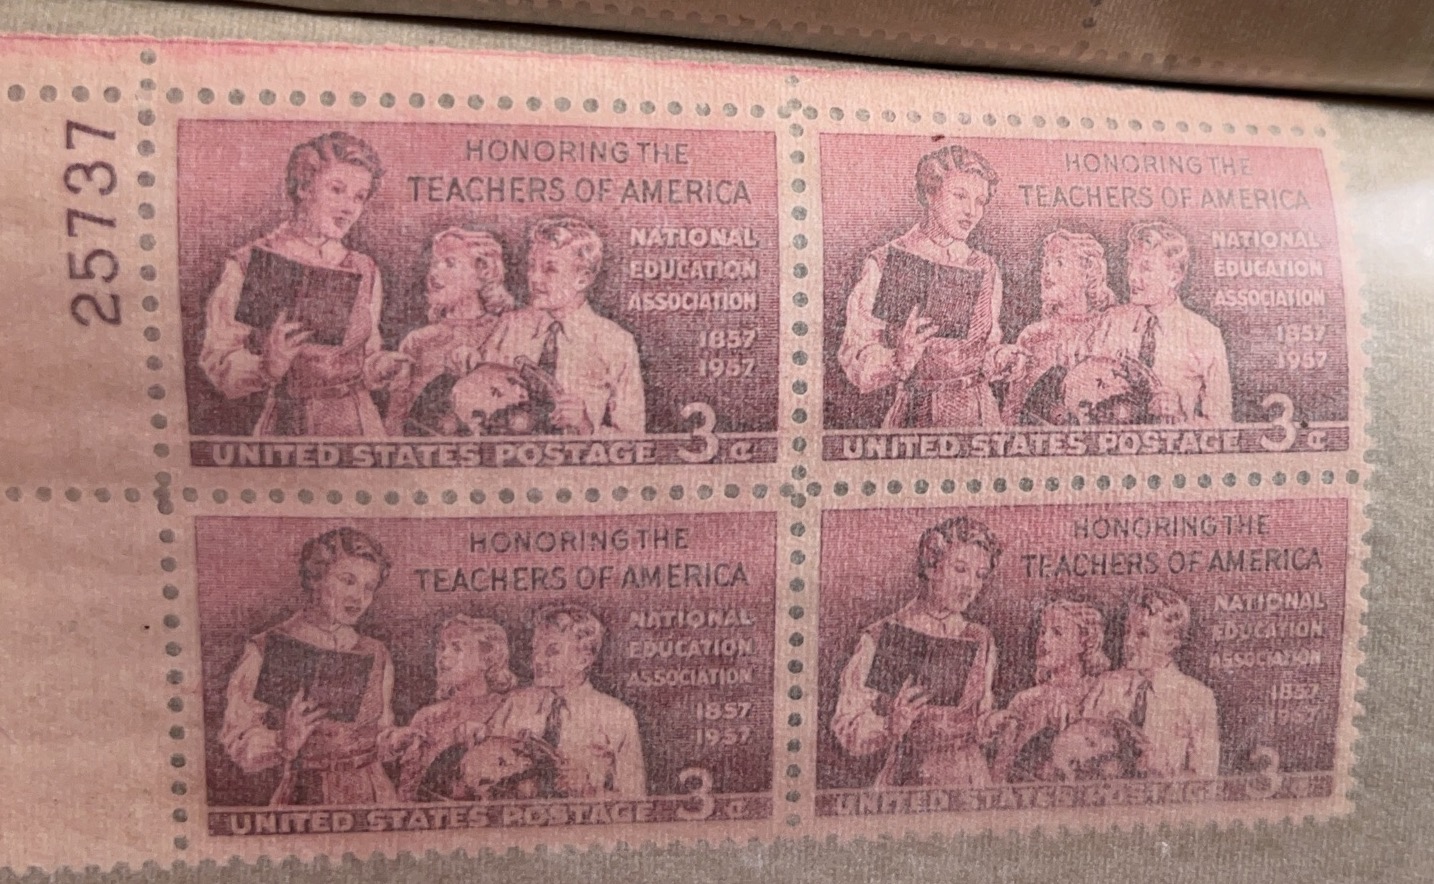 25737
HONORING THE
TEACHERS OF AMERICA
NATIONAL
EDUCATION
ASSOCIATION
1857
1957
UNITED STATES POSTAGE 3¢
HONORING THE
TEACHERS OF AMERICA
NATIONAL
EDUCATION
ASSOCIATION
1857
1957
UNITED STATES POSTAGE 3¢
HONORING THE
TEACHERS OF AMERICA
NATIONAL
EDUCATION
ASSOCIATION
1857
1957
UNITED STATES POSTAGE 3¢
HONORING THE
TEACHERS OF AMERICA
NATIONAL
EDUCATION
ASSOCIATION
1857
1957
UNITED STATES POSTAGE 3¢